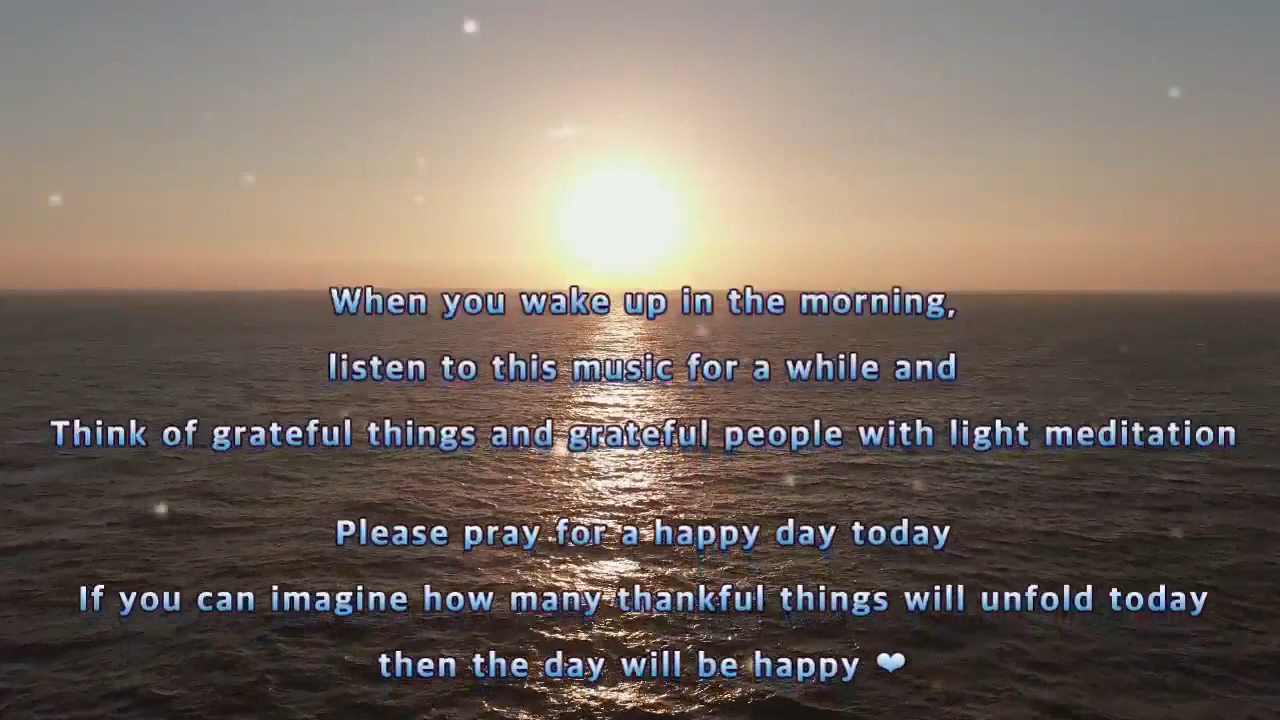 When you wake up in the morning,
listen to this music for a while and
Think of grateful things and grateful people with light meditation
Please pray for a happy day today
If you can imagine how many thankful things will unfold today
then the day will be happy ❤